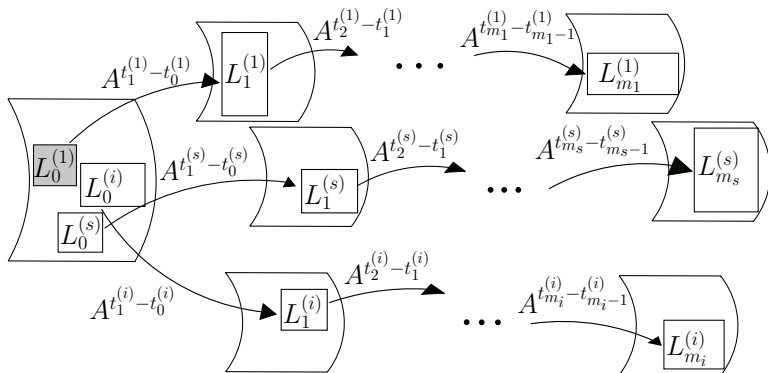 A^{t_1^{(1)}-t_0^{(1)}} L_1^{(1)} A^{t_2^{(1)}-t_1^{(1)}} ... A^{t_{m_1}^{(1)}-t_{m_1-1}^{(1)}} L_{m_1}^{(1)}
L_0^{(1)} L_0^{(i)} L_0^{(s)}
A^{t_1^{(s)}-t_0^{(s)}} L_1^{(s)} A^{t_2^{(s)}-t_1^{(s)}} ... A^{t_{m_s}^{(s)}-t_{m_s-1}^{(s)}} L_{m_s}^{(s)}
A^{t_1^{(i)}-t_0^{(i)}} L_1^{(i)} A^{t_2^{(i)}-t_1^{(i)}} ... A^{t_{m_i}^{(i)}-t_{m_i-1}^{(i)}} L_{m_i}^{(i)}